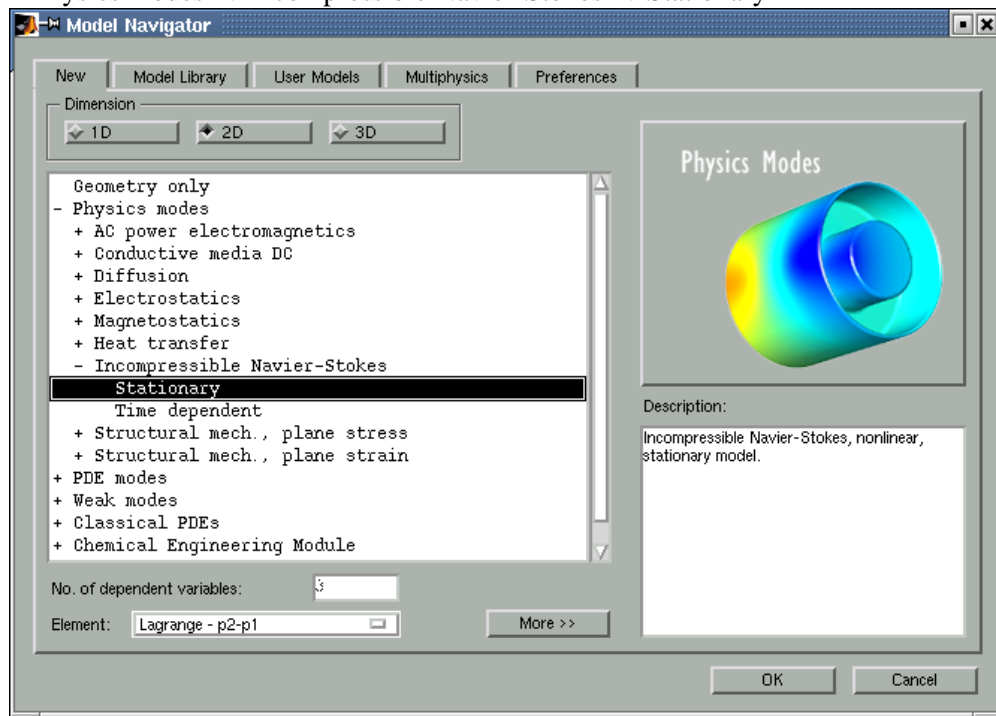 Model Navigator
New Model Library User Models Multiphysics Preferences
Dimension
1D 2D 3D
Geometry only
- Physics modes
+ AC power electromagnetics
+ Conductive media DC
+ Diffusion
+ Electrostatics
+ Magnetostatics
+ Heat transfer
- Incompressible Navier-Stokes
Stationary
Time dependent
+ Structural mech., plane stress
+ Structural mech., plane strain
+ PDE modes
+ Weak modes
+ Classical PDEs
+ Chemical Engineering Module
No. of dependent variables:
Element: Lagrange - p2-p1
More >>
Physics Modes
Description:
Incompressible Navier-Stokes, nonlinear,
stationary model.
OK Cancel